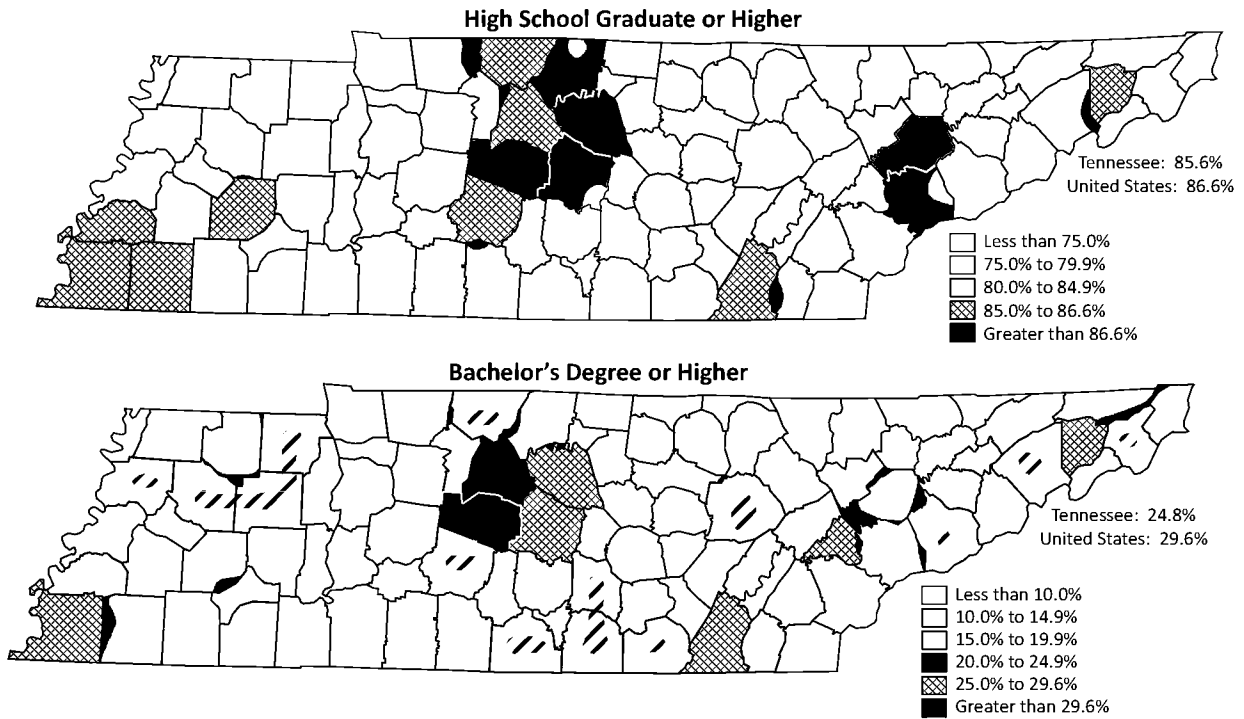 High School Graduate or Higher
Tennessee: 85.6%
United States: 86.6%
Less than 75.0%
75.0% to 79.9%
80.0% to 84.9%
85.0% to 86.6%
Greater than 86.6%
Bachelor's Degree or Higher
Tennessee: 24.8%
United States: 29.6%
Less than 10.0%
10.0% to 14.9%
15.0% to 19.9%
20.0% to 24.9%
25.0% to 29.6%
Greater than 29.6%